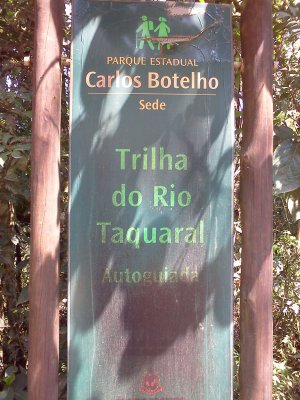 PARQUE ESTADUAL
Carlos Botelho
Sede
Trilha
do Rio
Taquaral
Autoguiada